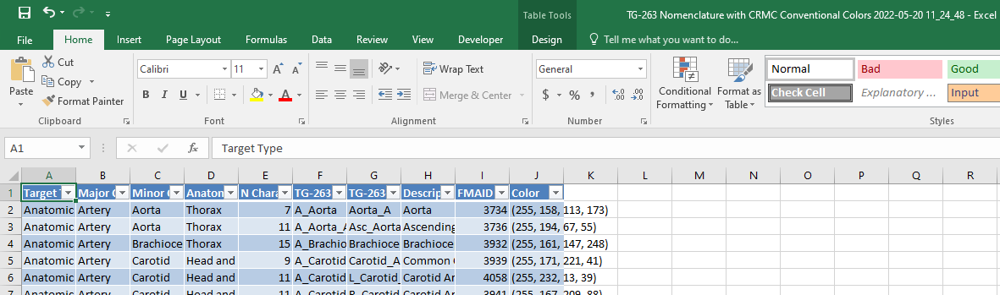 TG-263 Nomenclature with CRMC Conventional Colors 2022-05-20 11_24_48 - Excel
Table Tools
File Home Insert Page Layout Formulas Data Review View Developer Design Tell me what you want to do...
Paste
Cut
Copy
Format Painter
Clipboard
Calibri 11
B I U
Font
Wrap Text
Merge & Center
Alignment
General
$ % ,
Number
Conditional Formatting
Format as Table
Normal Bad Good
Check Cell Explanatory ... Input
Styles
A1 fx Target Type
A B C D E F G H I J K L M N O P Q R
1 Target T Major C Minor C Anaton N Chara TG-263 TG-263 Descrip FMAID Color
2 Anatomic Artery Aorta Thorax 7 A_Aorta Aorta_A Aorta 3734 (255, 158, 113, 173)
3 Anatomic Artery Aorta Thorax 11 A_Aorta_A Asc_Aorta Ascending 3736 (255, 194, 67, 55)
4 Anatomic Artery Brachioce Thorax 15 A_Brachio Brachioce Brachioce 3932 (255, 161, 147, 248)
5 Anatomic Artery Carotid Head and 9 A_Carotid Carotid_A Common C 3939 (255, 171, 221, 41)
6 Anatomic Artery Carotid Head and 11 A_Carotid L_Carotid_ Carotid Ar 4058 (255, 232, 13, 39)
7 Anatomic Artery Carotid Head and 11 A_Carotid R_Carotid Carotid Ar 3941 (255, 167, 209, 88)